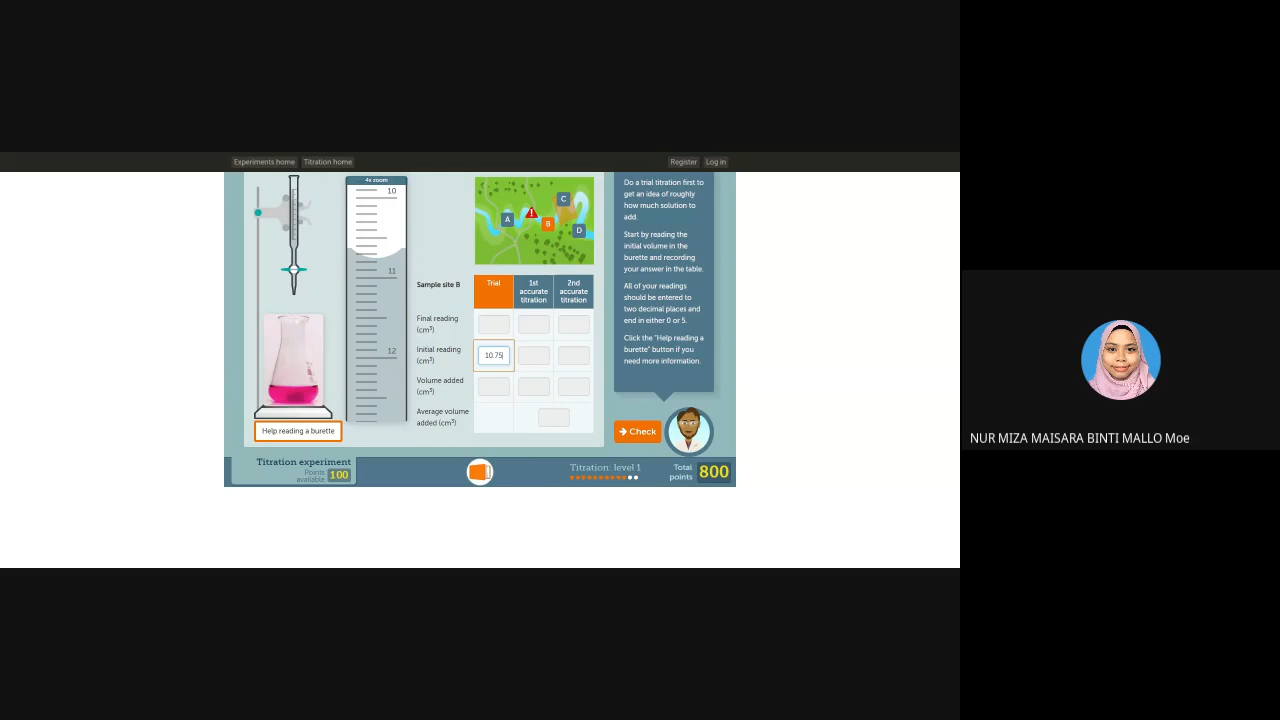 Experiments home
Titration home
Register
Log in
4x zoom
10
11
12
A
B
C
D
!
Do a trial titration first to
get an idea of roughly
how much solution to
add.
Start by reading the
initial volume in the
burette and recording
your answer in the table.
All of your readings
should be entered to
two decimal places and
end in either 0 or 5.
Click the "Help reading a
burette" button if you
need more information.
Sample site B
Trial
1st
accurate
titration
2nd
accurate
titration
Final reading
(cm³)
Initial reading
(cm³)
10.75
Volume added
(cm³)
Average volume
added (cm³)
Help reading a burette
Check
Titration experiment
Points
available
100
Titration: level 1
Total
points
800
NUR MIZA MAISARA BINTI MALLO Moe